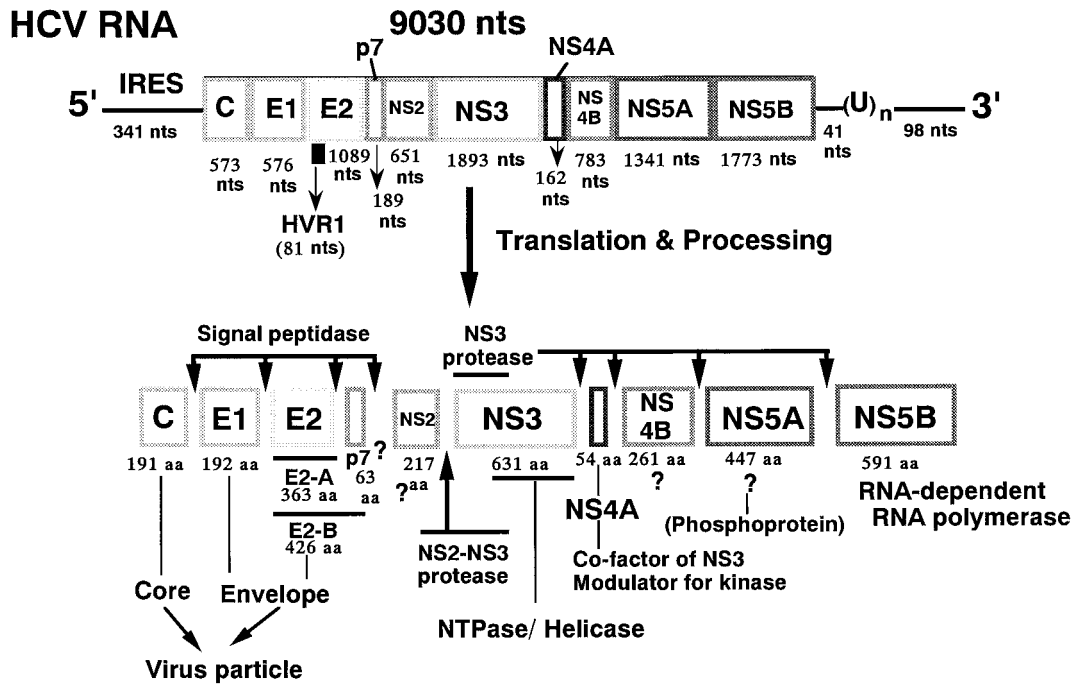 HCV RNA
9030 nts
p7
NS4A
IRES
5'
C
E1
E2
NS2
NS3
NS
4B
NS5A
NS5B
(U)n
3'
341 nts
573
nts
576
nts
1089
nts
651
nts
1893 nts
783
nts
1341 nts
1773 nts
41
nts
98 nts
189
nts
162
nts
HVR1
(81 nts)
Translation & Processing
Signal peptidase
NS3
protease
C
E1
E2
NS2
NS3
NS
4B
NS5A
NS5B
191 aa
192 aa
E2-A
363 aa
E2-B
426 aa
p7?
63
aa
217
aa
?
631 aa
54 aa
261 aa
?
447 aa
?
(Phosphoprotein)
591 aa
RNA-dependent
RNA polymerase
NS4A
Co-factor of NS3
Modulator for kinase
NS2-NS3
protease
NTPase/ Helicase
Core
Envelope
Virus particle